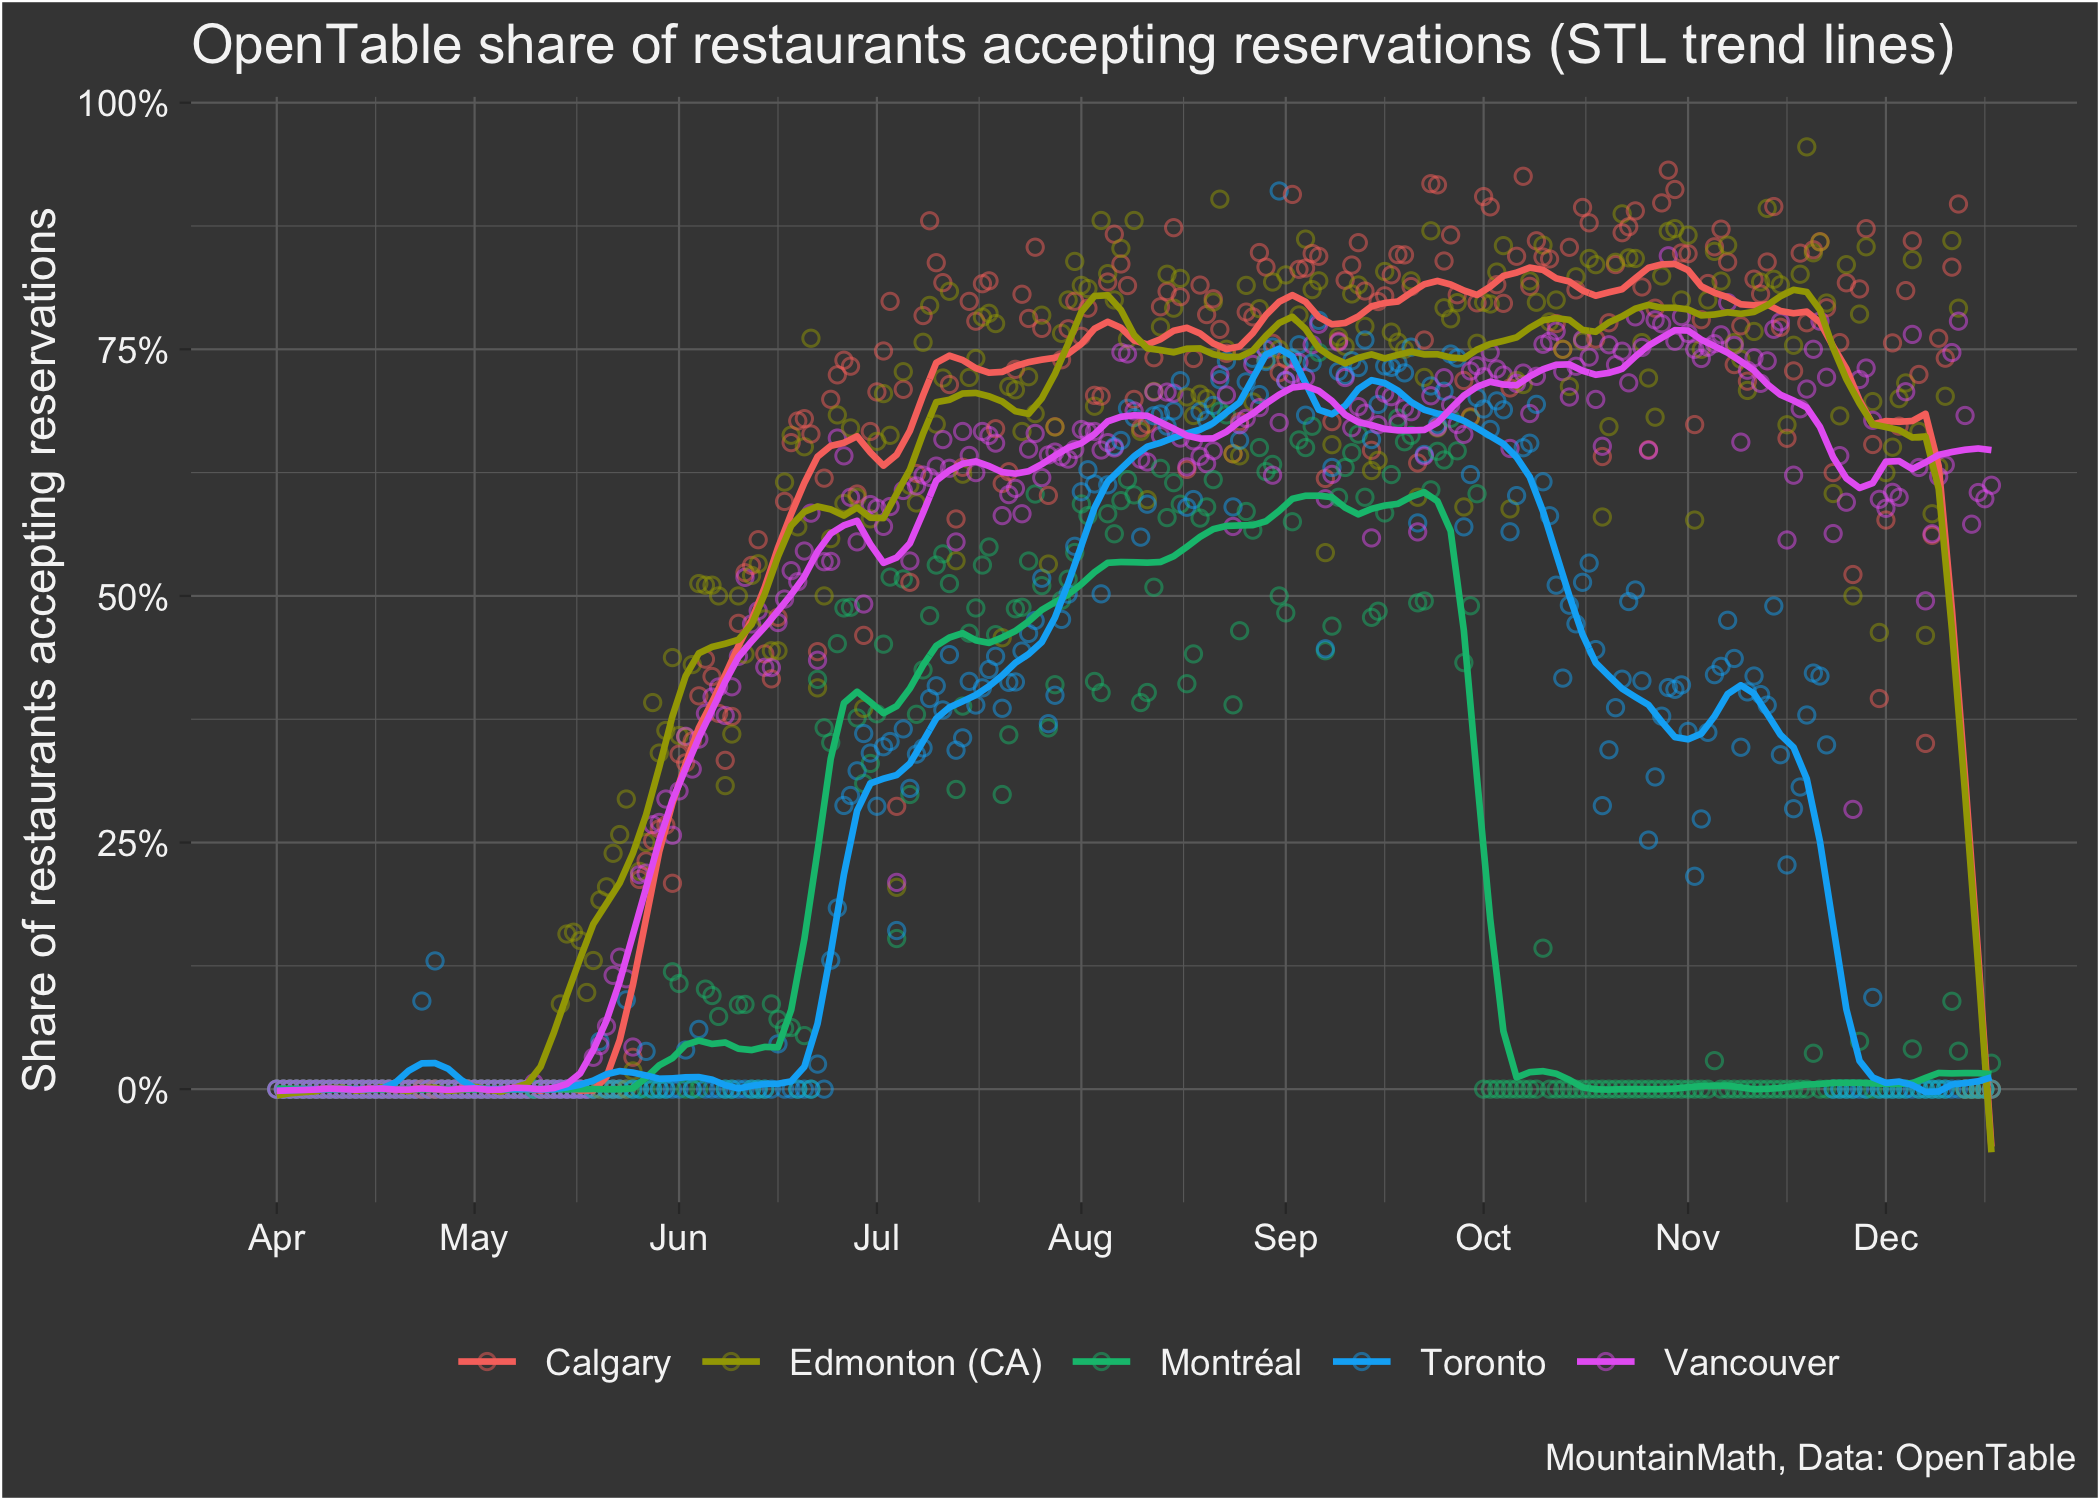 OpenTable share of restaurants accepting reservations (STL trend lines)
Share of restaurants accepting reservations
100%
75%
50%
25%
0%
Apr May Jun Jul Aug Sep Oct Nov Dec
Calgary Edmonton (CA) Montréal Toronto Vancouver
MountainMath, Data: OpenTable